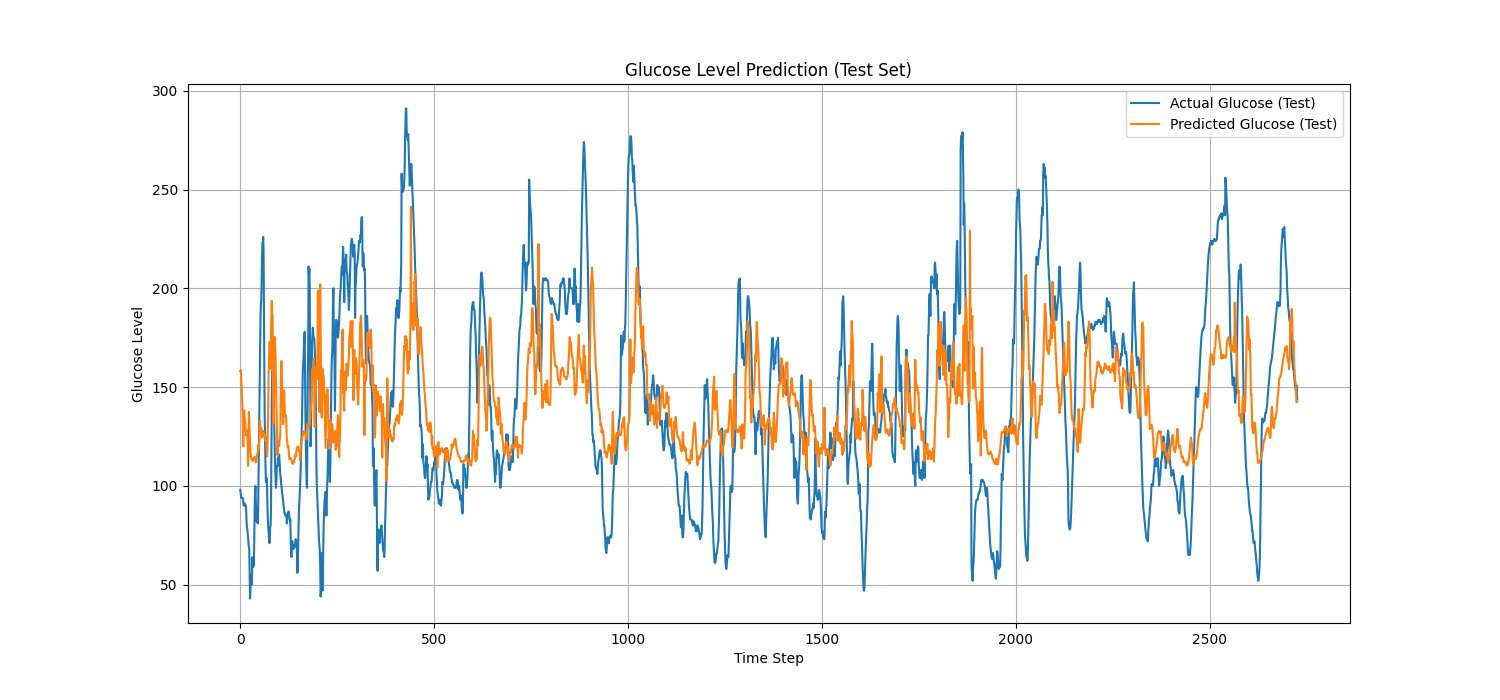 Glucose Level Prediction (Test Set)
Actual Glucose (Test)
Predicted Glucose (Test)
Glucose Level
300
250
200
150
100
50
0 500 1000 1500 2000 2500
Time Step